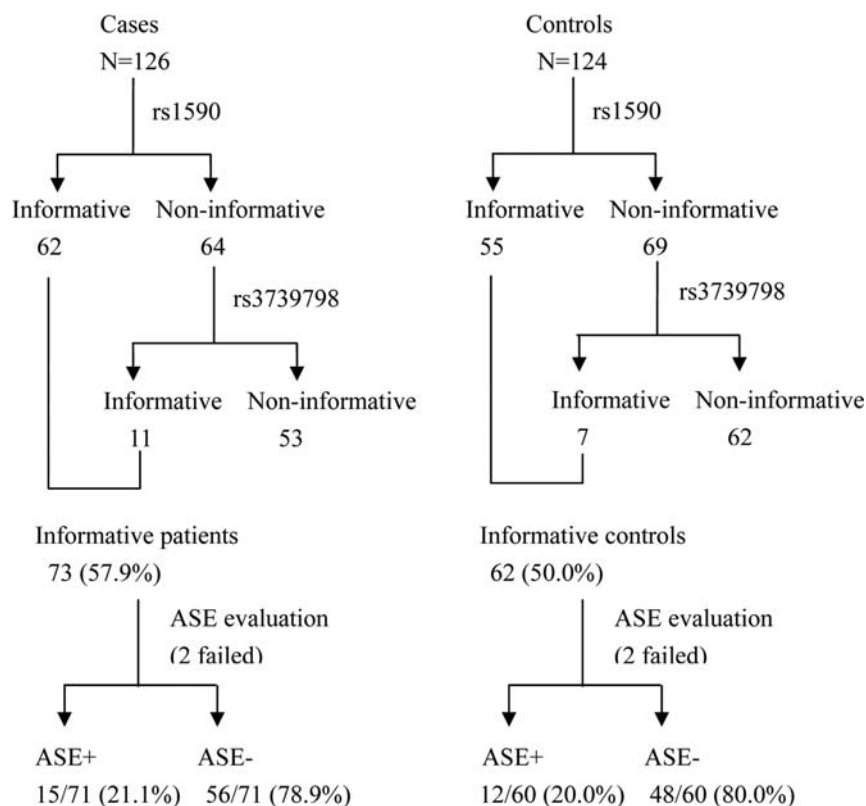 Cases
N=126
rs1590
Informative Non-informative
62 64
rs3739798
Informative Non-informative
11 53
Informative patients
73 (57.9%)
ASE evaluation
(2 failed)
ASE+ ASE-
15/71 (21.1%) 56/71 (78.9%)
Controls
N=124
rs1590
Informative Non-informative
55 69
rs3739798
Informative Non-informative
7 62
Informative controls
62 (50.0%)
ASE evaluation
(2 failed)
ASE+ ASE-
12/60 (20.0%) 48/60 (80.0%)